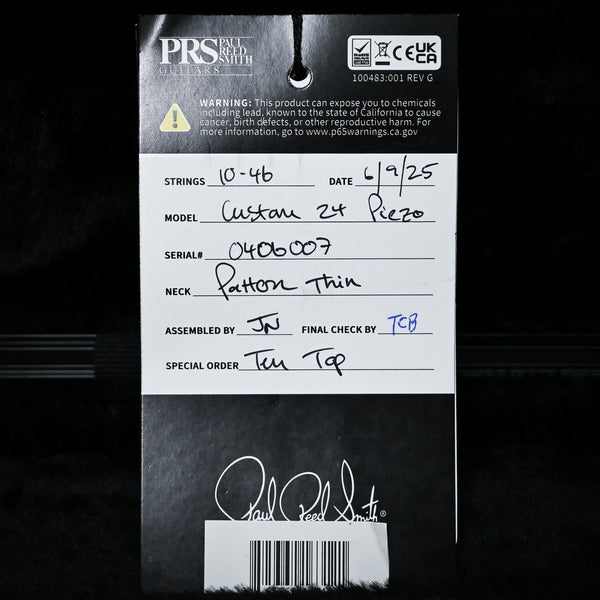 PRS PAUL REED SMITH
GUITARS
RoHS CE UK CA
100483:001 REV G
WARNING: This product can expose you to chemicals
including lead, known to the state of California to cause
cancer, birth defects, or other reproductive harm. For
more information, go to www.p65warnings.ca.gov
STRINGS 10-46 DATE 6/9/25
MODEL Custom 24 Piezo
SERIAL# 0406007
NECK Pattern Thin
ASSEMBLED BY JN FINAL CHECK BY TCB
SPECIAL ORDER Ten Top
Paul Reed Smith®